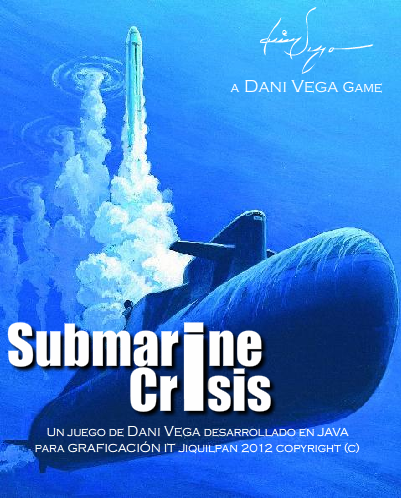 A DANI VEGA GAME
Submarine
Crisis
UN JUEGO DE DANI VEGA DESARROLLADO EN JAVA
PARA GRAFICACIÓN IT JIQUILPAN 2012 COPYRIGHT (C)